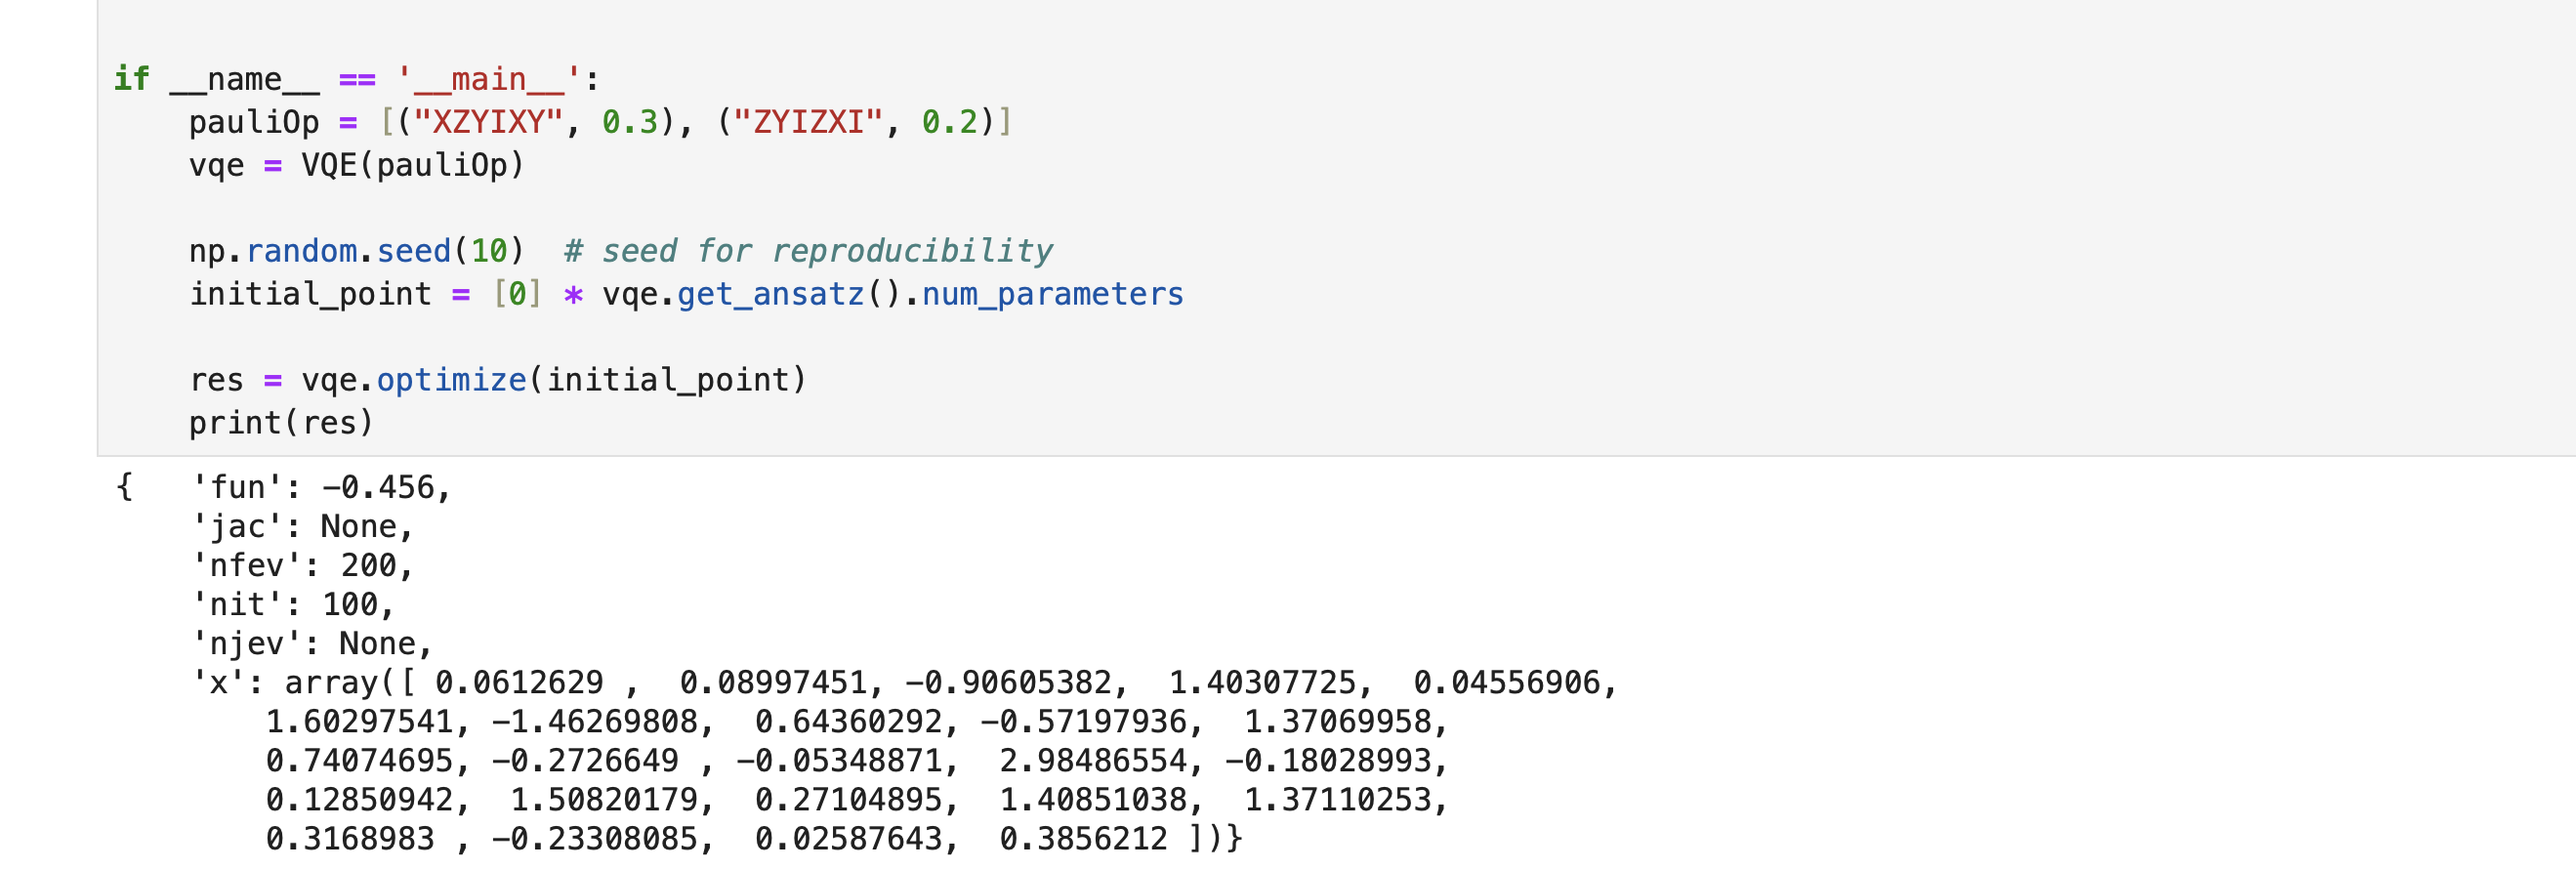 if __name__ == '__main__':
    pauliOp = [("XZYIXY", 0.3), ("ZYIZXI", 0.2)]
    vqe = VQE(pauliOp)
    np.random.seed(10)  # seed for reproducibility
    initial_point = [0] * vqe.get_ansatz().num_parameters
    res = vqe.optimize(initial_point)
    print(res)
{   'fun': -0.456,
    'jac': None,
    'nfev': 200,
    'nit': 100,
    'njev': None,
    'x': array([ 0.0612629 ,  0.08997451, -0.90605382,  1.40307725,  0.04556906,
        1.60297541, -1.46269808,  0.64360292, -0.57197936,  1.37069958,
        0.74074695, -0.2726649 , -0.05348871,  2.98486554, -0.18028993,
        0.12850942,  1.50820179,  0.27104895,  1.40851038,  1.37110253,
        0.3168983 , -0.23308085,  0.02587643,  0.3856212 ])}